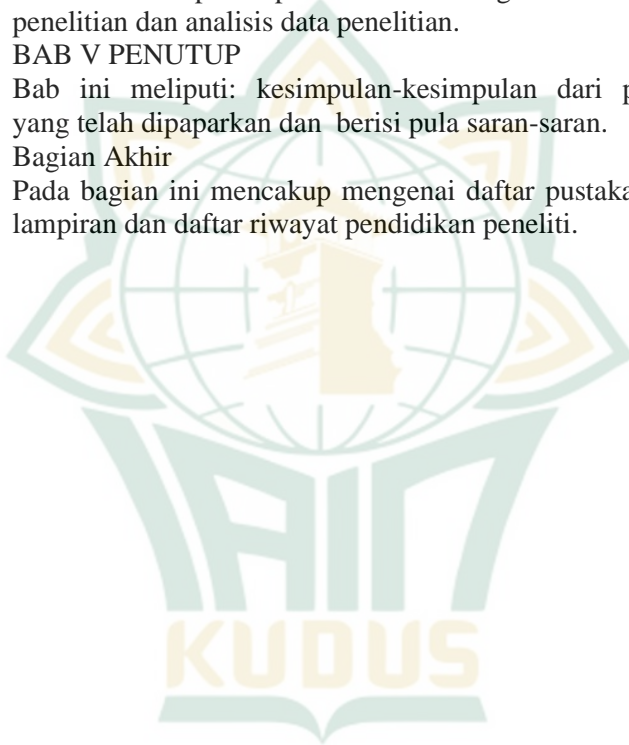 penelitian dan analisis data penelitian.
BAB V PENUTUP
Bab ini meliputi: kesimpulan-kesimpulan dari
yang telah dipaparkan dan berisi pula saran-saran.
Bagian Akhir
Pada bagian ini mencakup mengenai daftar pustaka
lampiran dan daftar riwayat pendidikan peneliti.
IAIN
KUDUS